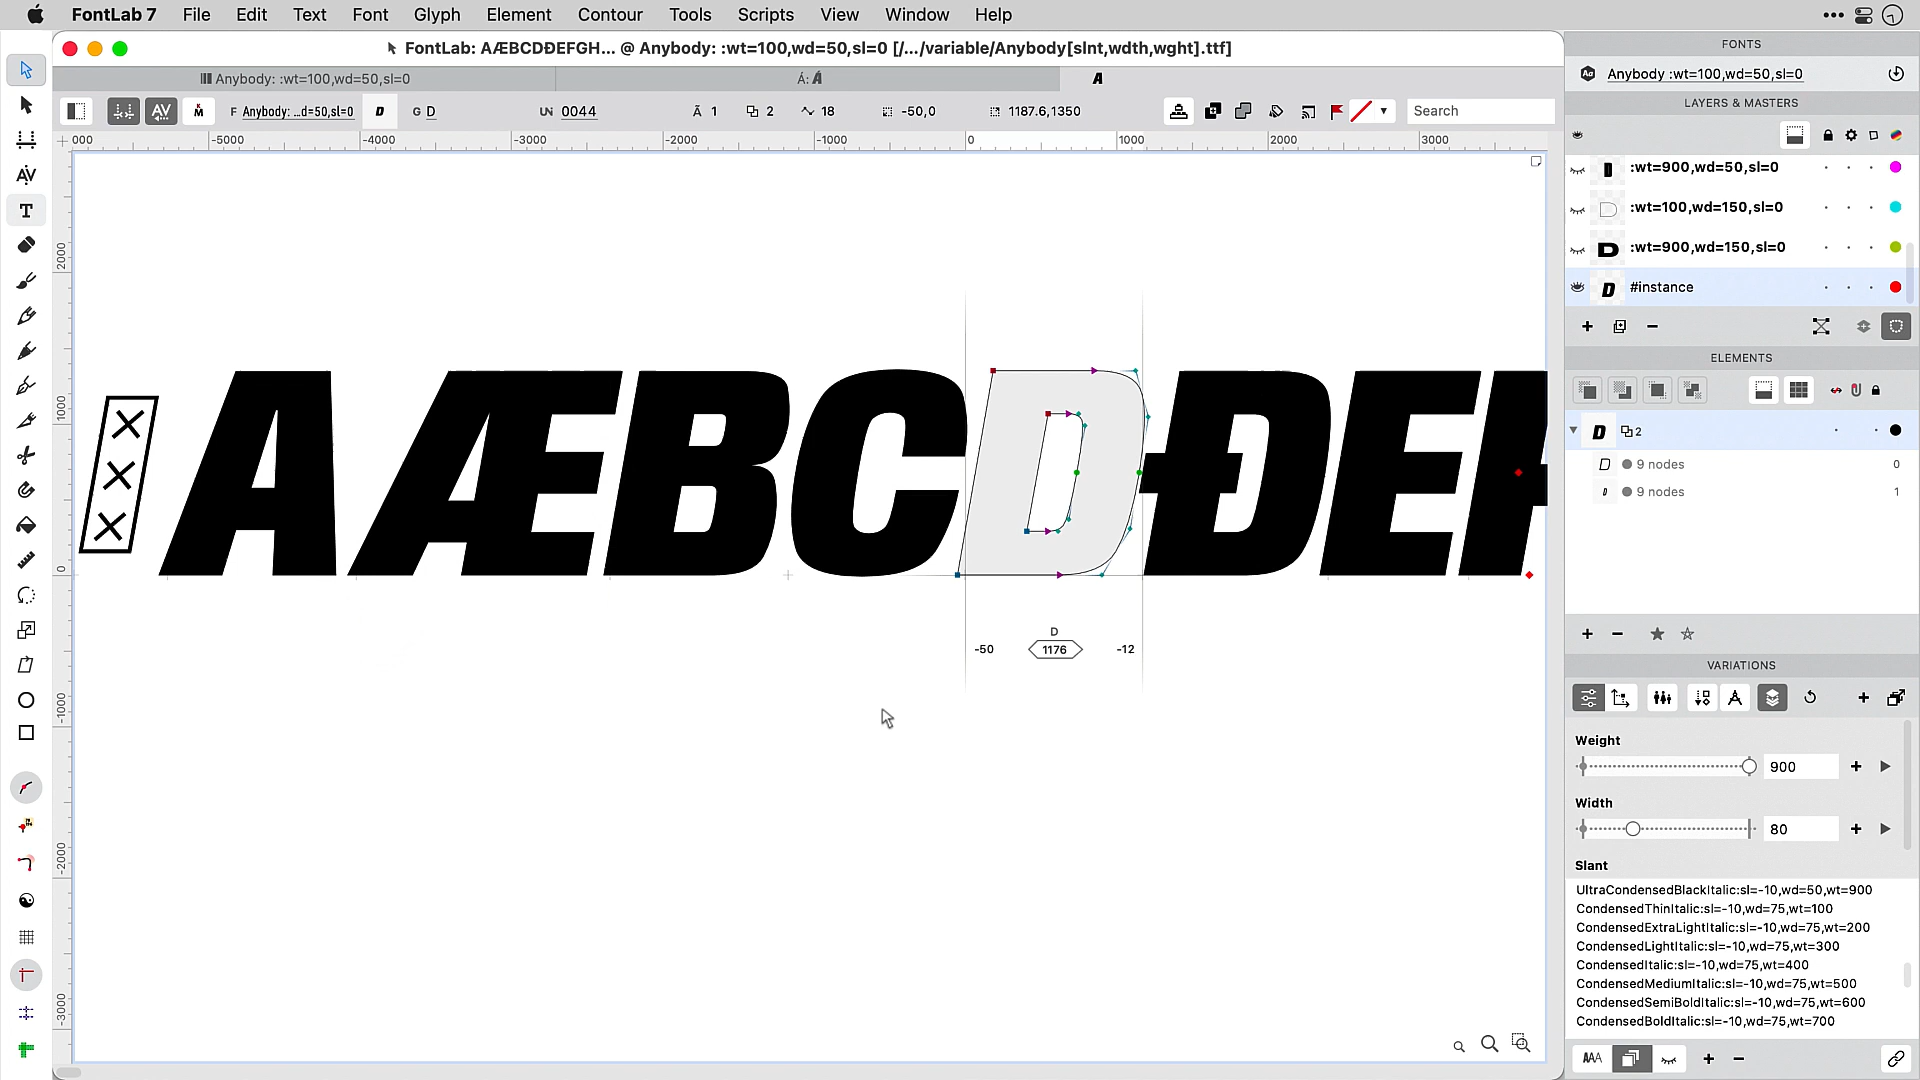 FontLab 7 File Edit Text Font Glyph Element Contour Tools Scripts View Window Help
FontLab: AÆBCDĐEFGH... @ Anybody: :wt=100,wd=50,sl=0 [/.../variable/Anybody[slnt,wdth,wght].ttf
Anybody: :wt=100,wd=50,sl=0
Á: Á
A
F Anybody: ...d=50,sl=0 D G D UN 0044 Ā 1 2 18 -50,0 1187.6,1350 Search
000 -5000 -4000 -3000 -2000 -1000 0 1000 2000 3000
2000
1000
0
-1000
-2000
-3000
AÆBCDĐE
D
-50 1176 -12
FONTS
Anybody :wt=100,wd=50,sl=0
LAYERS & MASTERS
:wt=900,wd=50,sl=0
:wt=100,wd=150,sl=0
:wt=900,wd=150,sl=0
#instance
ELEMENTS
D 2
9 nodes 0
9 nodes 1
VARIATIONS
Weight
900
Width
80
Slant
UltraCondensedBlackItalic:sl=-10,wd=50,wt=900
CondensedThinItalic:sl=-10,wd=75,wt=100
CondensedExtraLightItalic:sl=-10,wd=75,wt=200
CondensedLightItalic:sl=-10,wd=75,wt=300
CondensedItalic:sl=-10,wd=75,wt=400
CondensedMediumItalic:sl=-10,wd=75,wt=500
CondensedSemiBoldItalic:sl=-10,wd=75,wt=600
CondensedBoldItalic:sl=-10,wd=75,wt=700
AAA